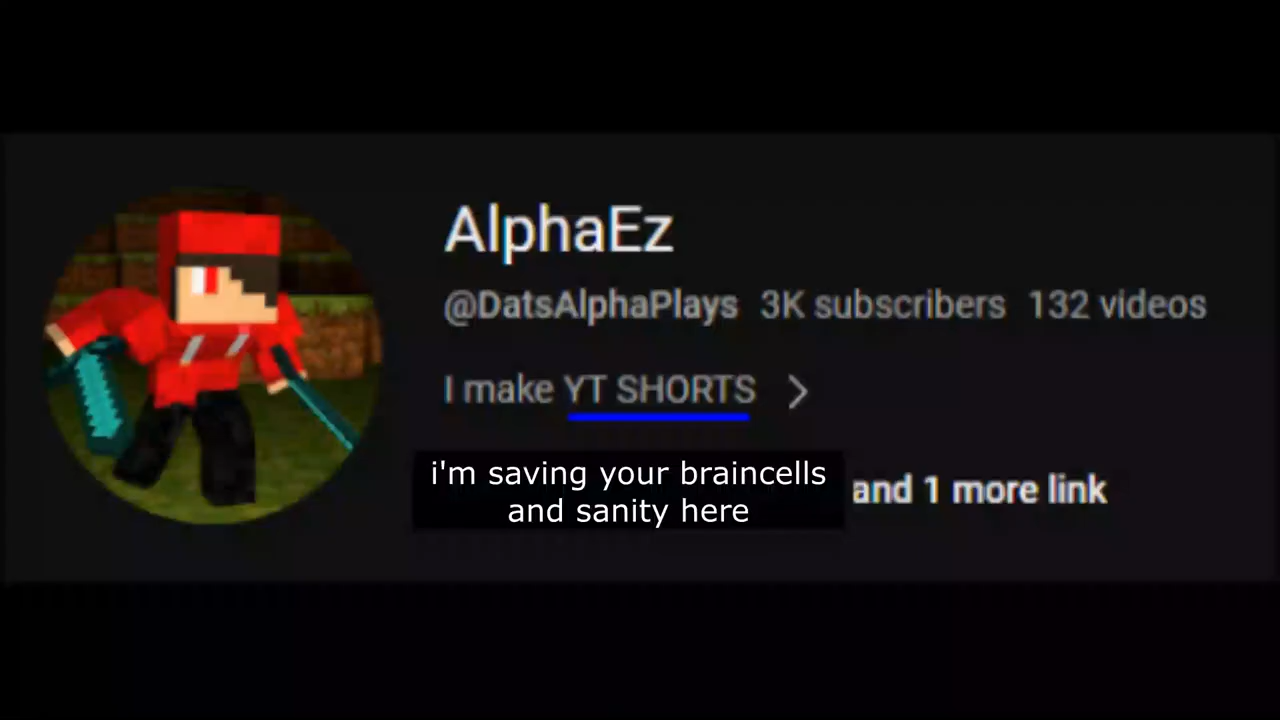 AlphaEz
@DatsAlphaPlays 3K subscribers 132 videos
I make YT SHORTS
i'm saving your braincells
and sanity here
and 1 more link